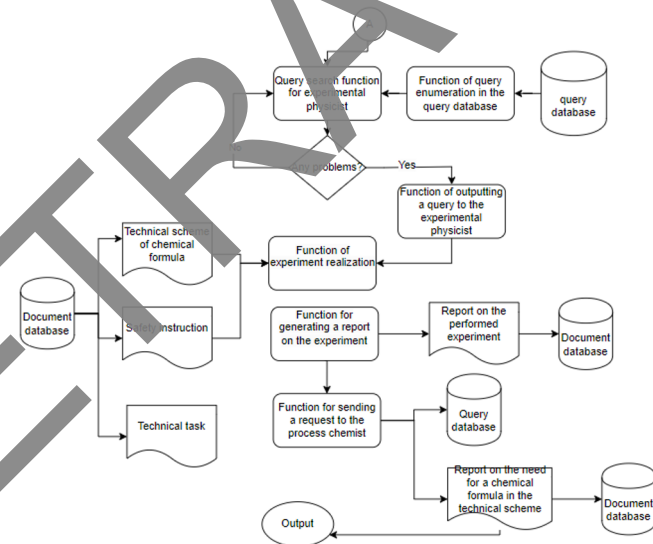 Query search function
for experimental
physicist
Function of query
enumeration in the
query database
query
database
No
Any problems?
Yes
Function of outputting
a query to the
experimental
physicist
Technical scheme
of chemical
formula
Function of
experiment realization
Document
database
Safety Instruction
Function for
generating a report
on the experiment
Report on the
performed
experiment
Document
database
Technical task
Function for sending
a request to the
process chemist
Query
database
Report on the need
for a chemical
formula in the
technical scheme
Document
database
Output